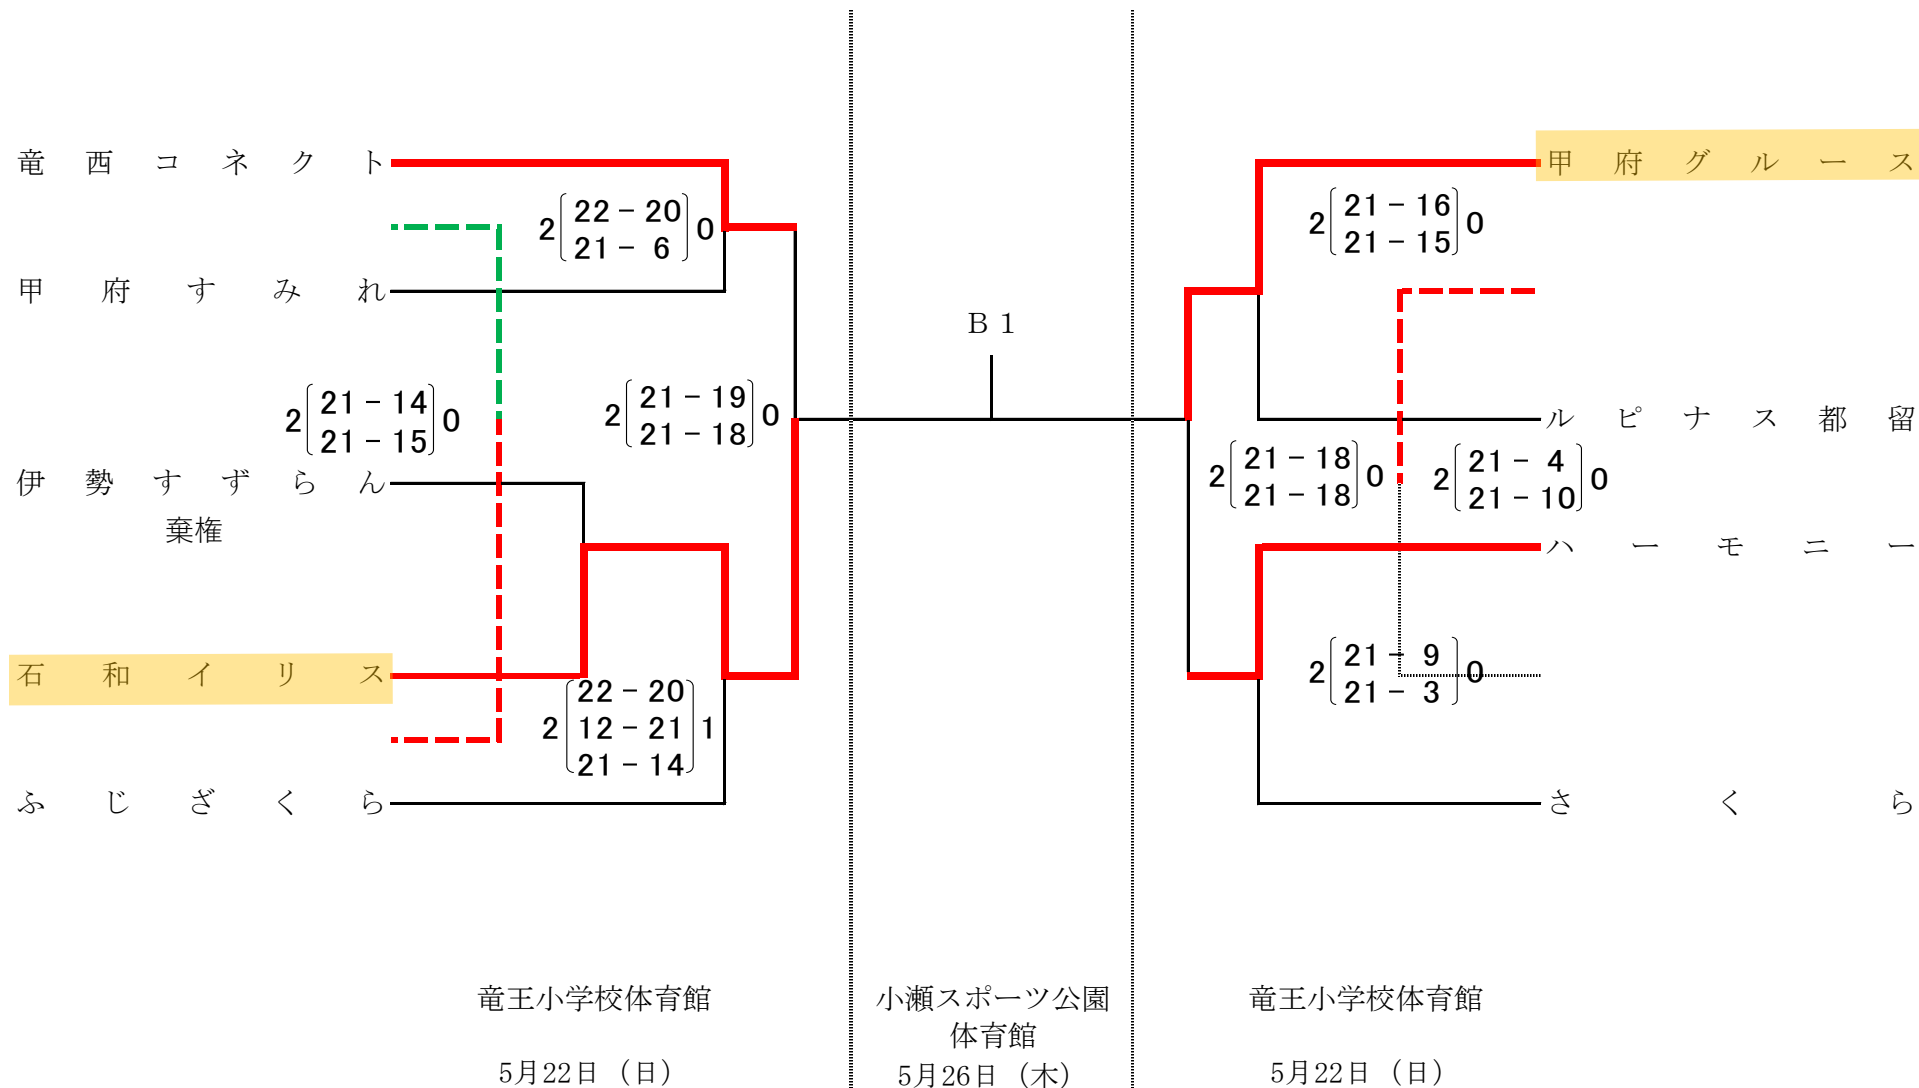 竜西コネクト
甲府すみれ
伊勢すずらん
棄権
石和イリス
ふじざくら
2 22－20 0
21－ 6
2 21－14 0
21－15
2 21－19 0
21－18
2 22－20 1
12－21
21－14
Ｂ１
甲府グルース
ルピナス都留
ハーモニー
さくら
2 21－16 0
21－15
2 21－18 0
21－18
2 21－ 4 0
21－10
2 21－ 9 0
21－ 3
竜王小学校体育館
5月22日（日）
小瀬スポーツ公園
体育館
5月26日（木）
竜王小学校体育館
5月22日（日）